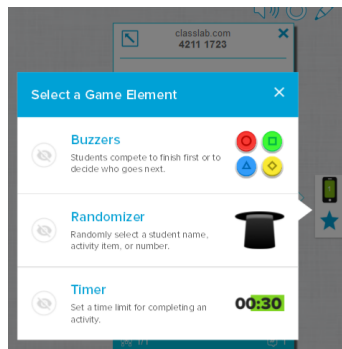 classlab.com
4211 1723
Select a Game Element
Buzzers
Students compete to finish first or to
decide who goes next.
Randomizer
Randomly select a student name,
activity item, or number.
Timer
Set a time limit for completing an
activity.
00:30